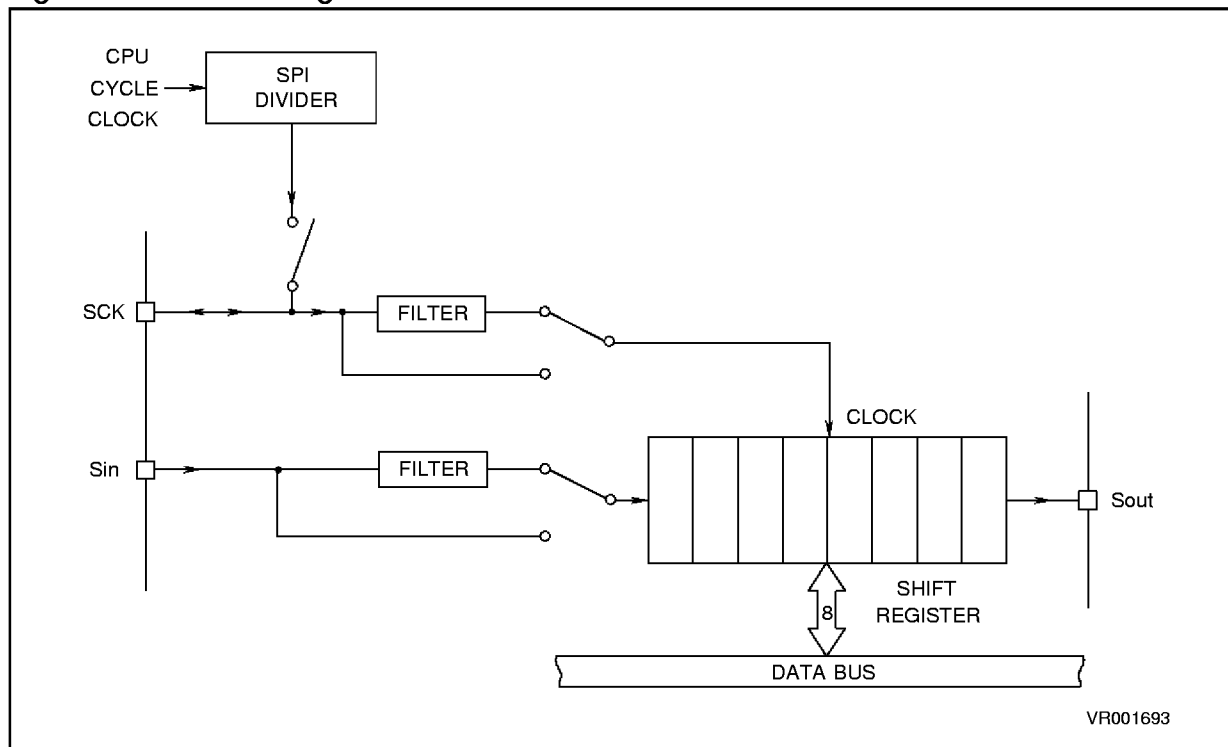 CPU
CYCLE
CLOCK
SPI
DIVIDER
SCK
FILTER
CLOCK
Sin
FILTER
Sout
SHIFT
REGISTER
8
DATA BUS
VR001693